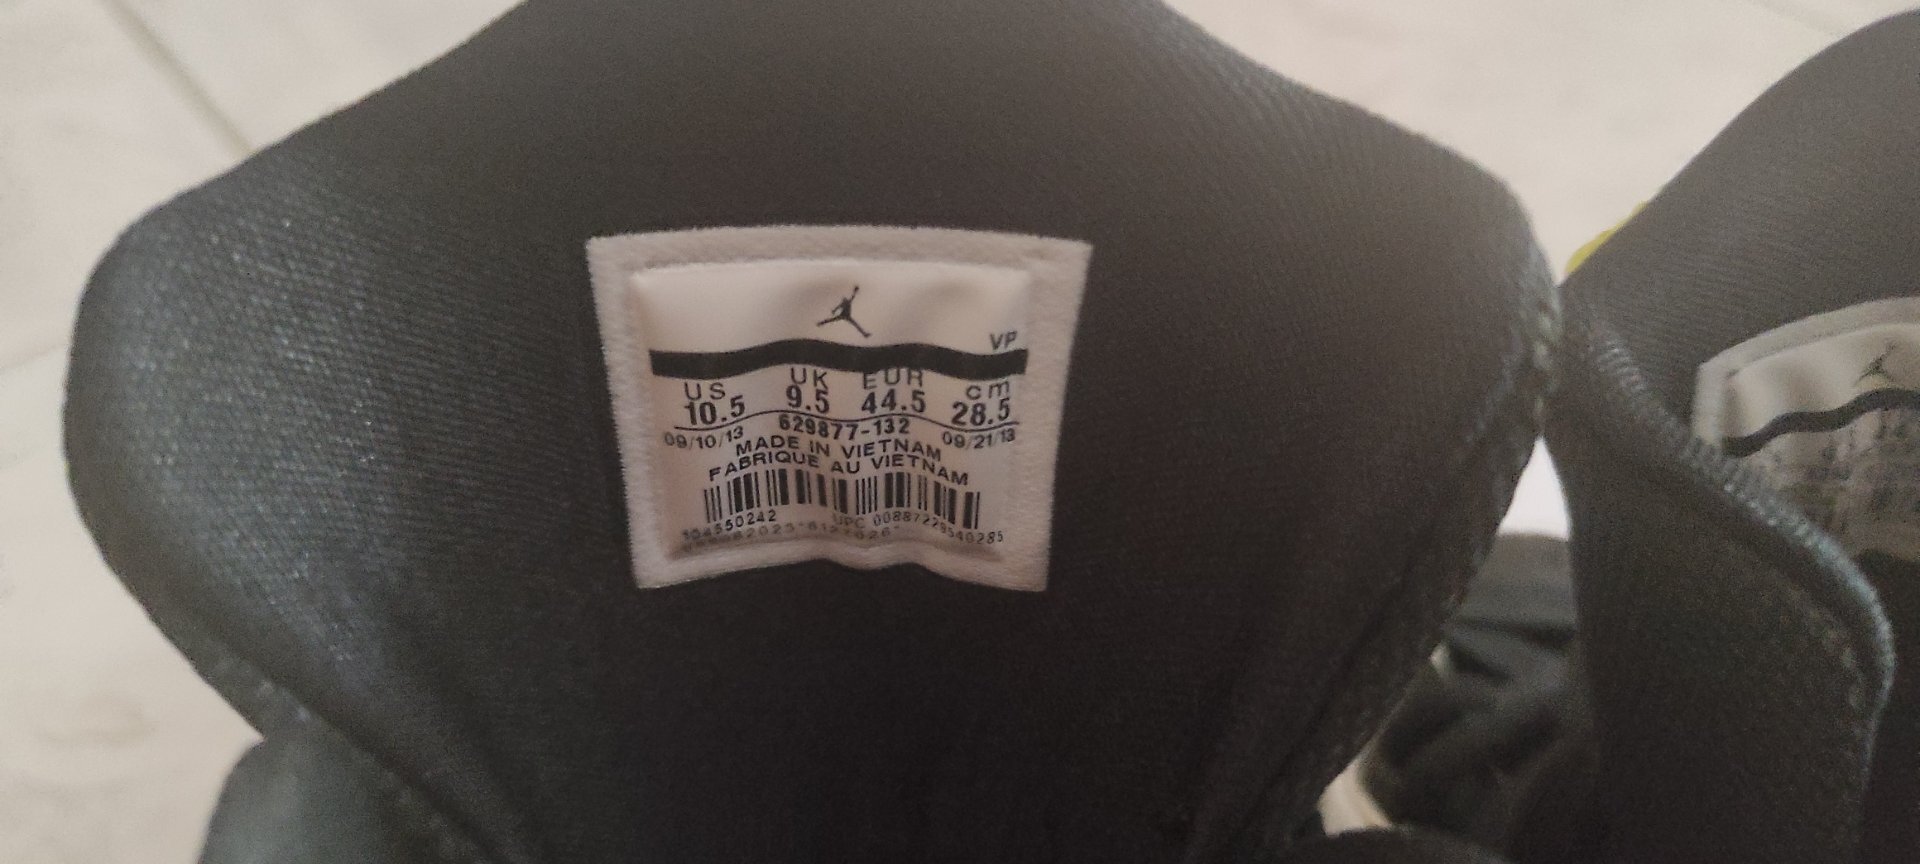 VP
US UK EUR cm
10.5 9.5 44.5 28.5
09/10/13 629877-132 09/21/13
MADE IN VIETNAM
FABRIQUE AU VIETNAM
UPC 00887229540285